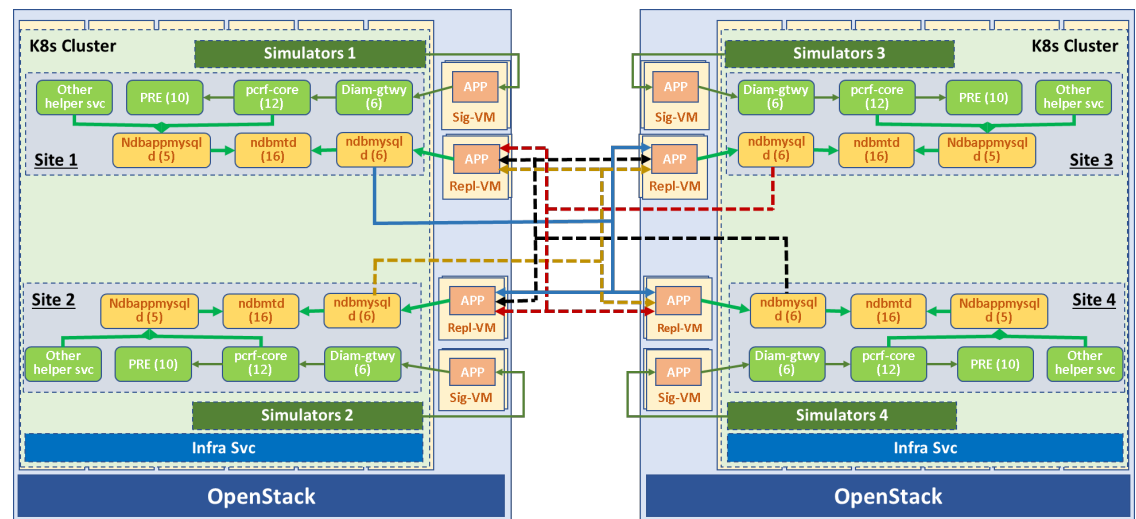 K8s Cluster
Simulators 1
Other
helper svc
PRE (10)
pcrf-core
(12)
Diam-gtwy
(6)
APP
Sig-VM
Ndbappmysql
d (5)
ndbmtd
(16)
ndbmysql
d (6)
APP
Repl-VM
Site 1
Site 2
Ndbappmysql
d (5)
ndbmtd
(16)
ndbmysql
d (6)
APP
Repl-VM
Other
helper svc
PRE (10)
pcrf-core
(12)
Diam-gtwy
(6)
APP
Sig-VM
Simulators 2
Infra Svc
OpenStack
K8s Cluster
Simulators 3
APP
Sig-VM
Diam-gtwy
(6)
pcrf-core
(12)
PRE (10)
Other
helper svc
APP
Repl-VM
ndbmysql
d (6)
ndbmtd
(16)
Ndbappmysql
d (5)
Site 3
Site 4
APP
Repl-VM
ndbmysql
d (6)
ndbmtd
(16)
Ndbappmysql
d (5)
APP
Sig-VM
Diam-gtwy
(6)
pcrf-core
(12)
PRE (10)
Other
helper svc
Simulators 4
Infra Svc
OpenStack